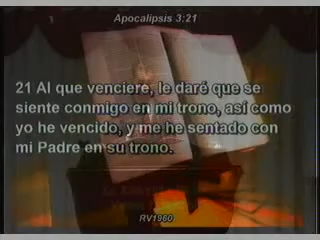 Apocalipsis 3:21
21 Al que venciere, le daré que se
siente conmigo en mi trono, así como
yo he vencido, y me he sentado con
mi Padre en su trono.
RV1960